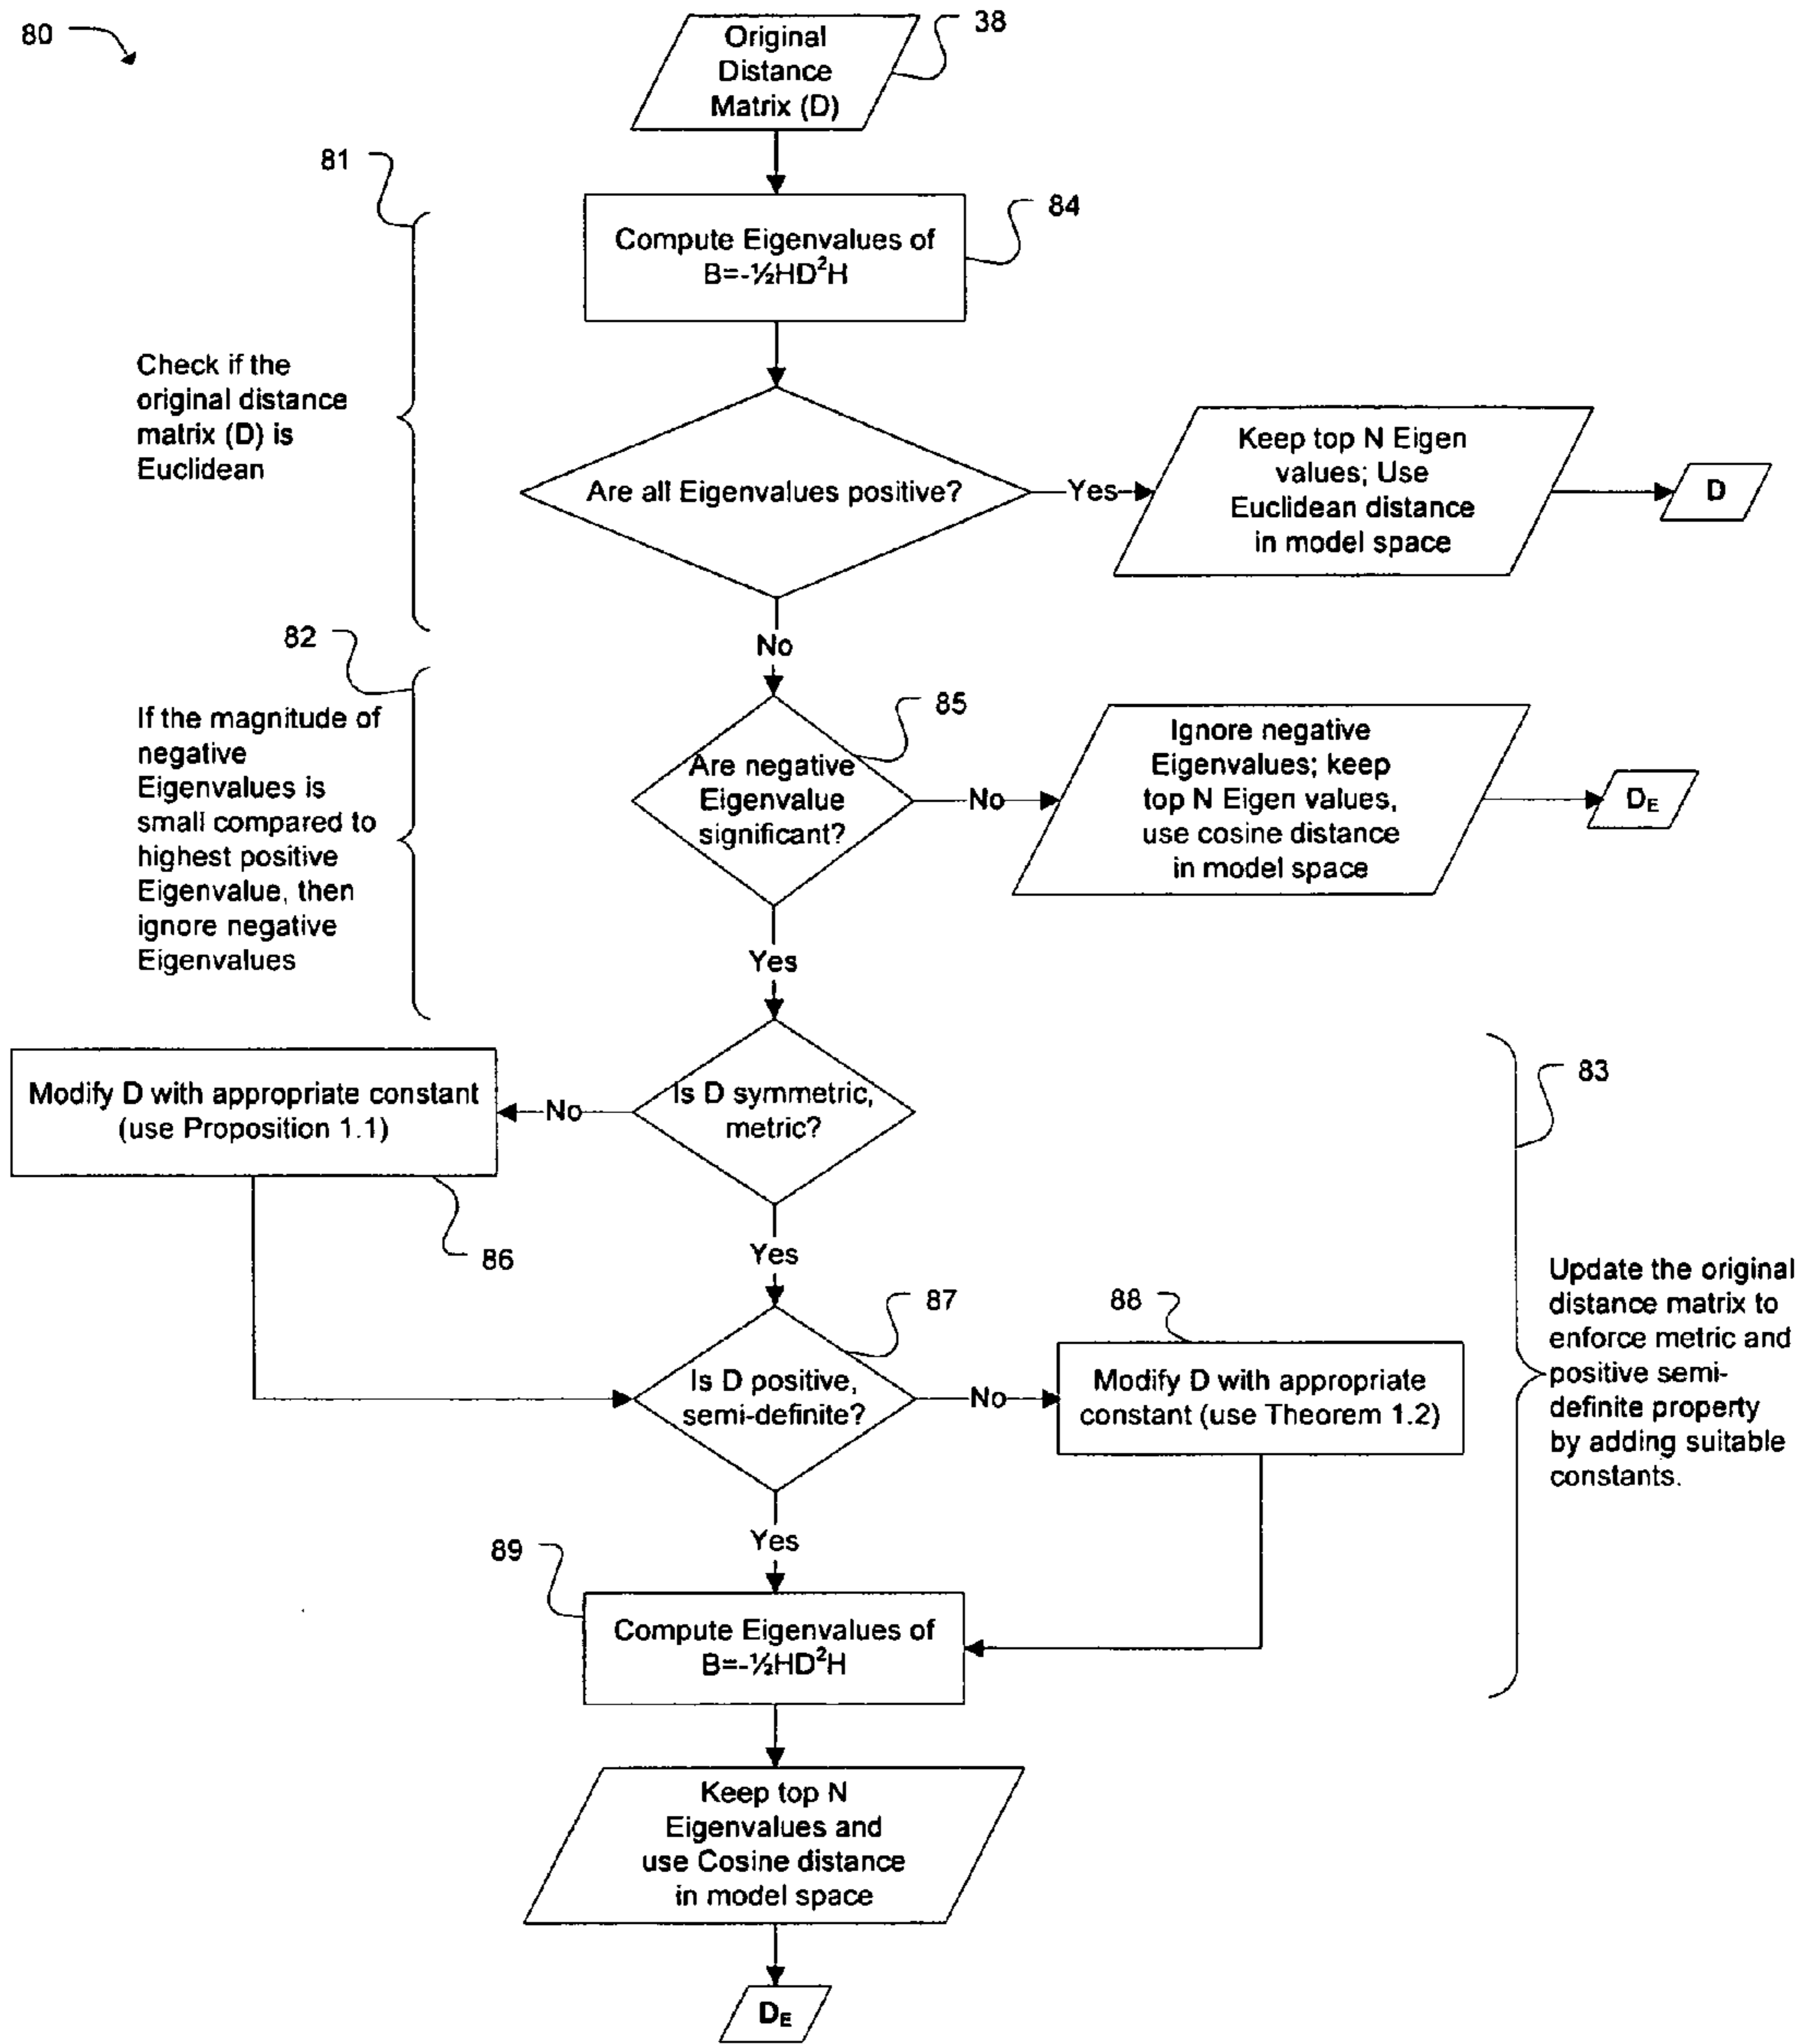 80
38
Original
Distance
Matrix (D)
81
84
Compute Eigenvalues of
B=-½HD²H
Check if the
original distance
matrix (D) is
Euclidean
Are all Eigenvalues positive?
Yes
Keep top N Eigen
values; Use
Euclidean distance
in model space
D
No
82
If the magnitude of
negative
Eigenvalues is
small compared to
highest positive
Eigenvalue, then
ignore negative
Eigenvalues
85
Are negative
Eigenvalue
significant?
No
Ignore negative
Eigenvalues; keep
top N Eigen values,
use cosine distance
in model space
D_E
Yes
Is D symmetric,
metric?
No
Modify D with appropriate constant
(use Proposition 1.1)
86
83
Update the original
distance matrix to
enforce metric and
positive semi-
definite property
by adding suitable
constants.
Yes
87
Is D positive,
semi-definite?
No
88
Modify D with appropriate
constant (use Theorem 1.2)
Yes
89
Compute Eigenvalues of
B=-½HD²H
Keep top N
Eigenvalues and
use Cosine distance
in model space
D_E